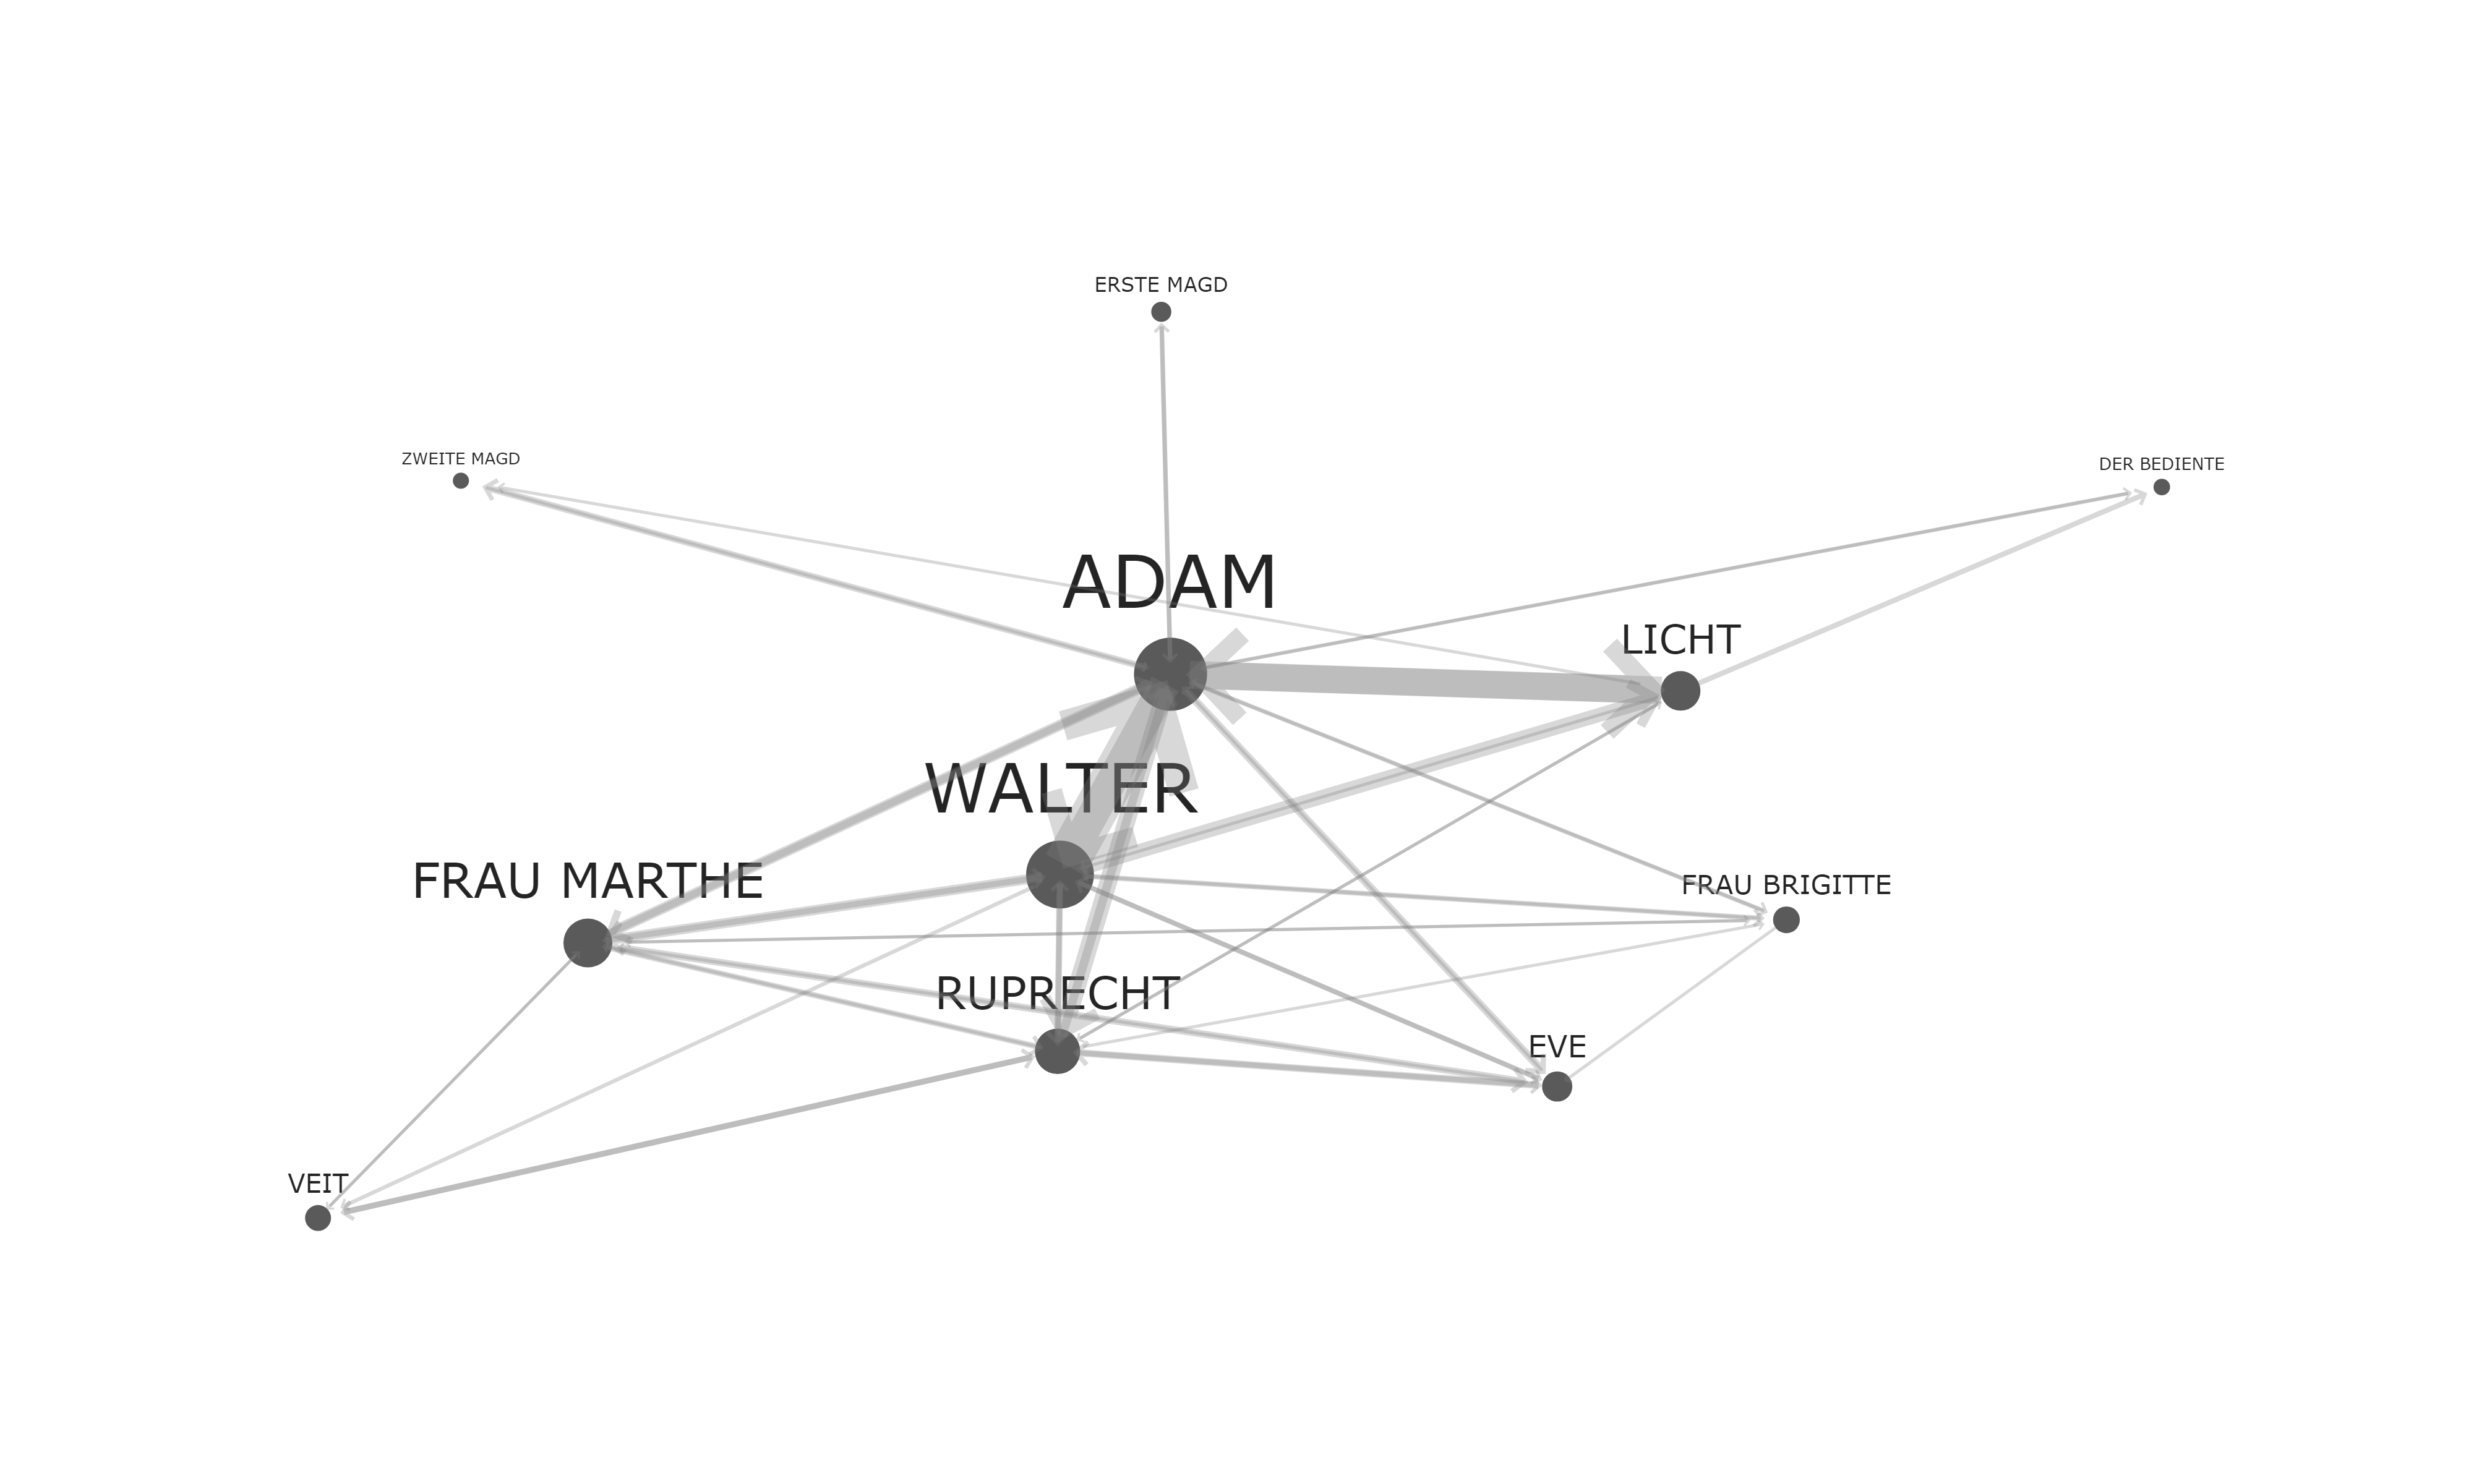 ERSTE MAGD
ZWEITE MAGD
DER BEDIENTE
ADAM
LICHT
WALTER
FRAU MARTHE
FRAU BRIGITTE
RUPRECHT
EVE
VEIT